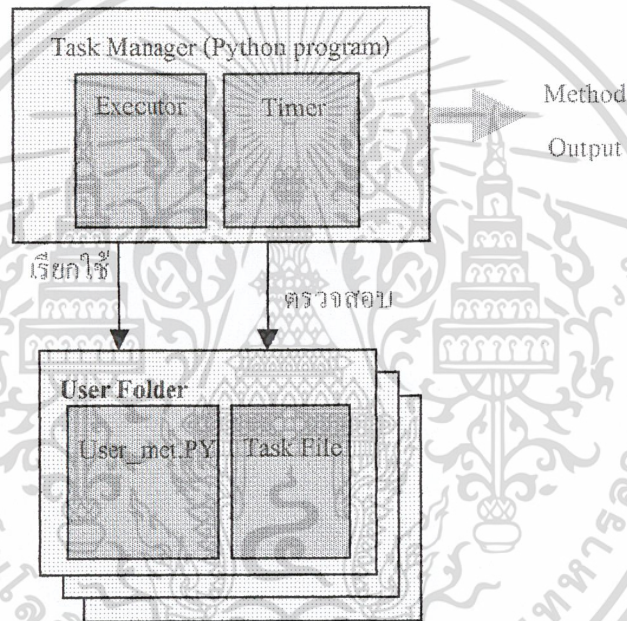 Task Manager (Python program)
Executor
Timer
Method
Output
เรียกใช้
ตรวจสอบ
User Folder
User_met.PY
Task File